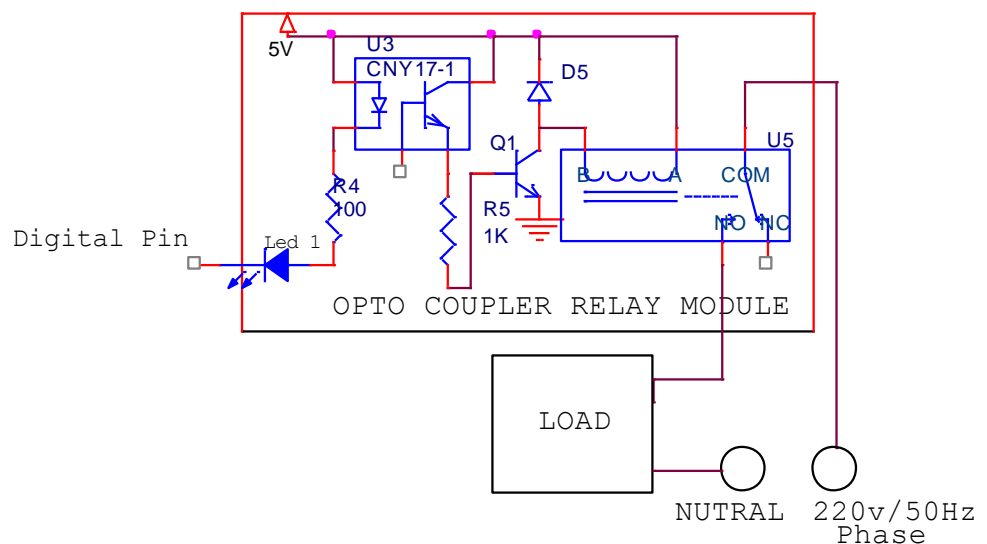 5V
U3
CNY17-1
D5
Q1
U5
B
A
COM
R4
100
R5
1K
NO
NC
Digital Pin
Led 1
OPTO COUPLER RELAY MODULE
LOAD
NUTRAL
220v/50Hz
Phase